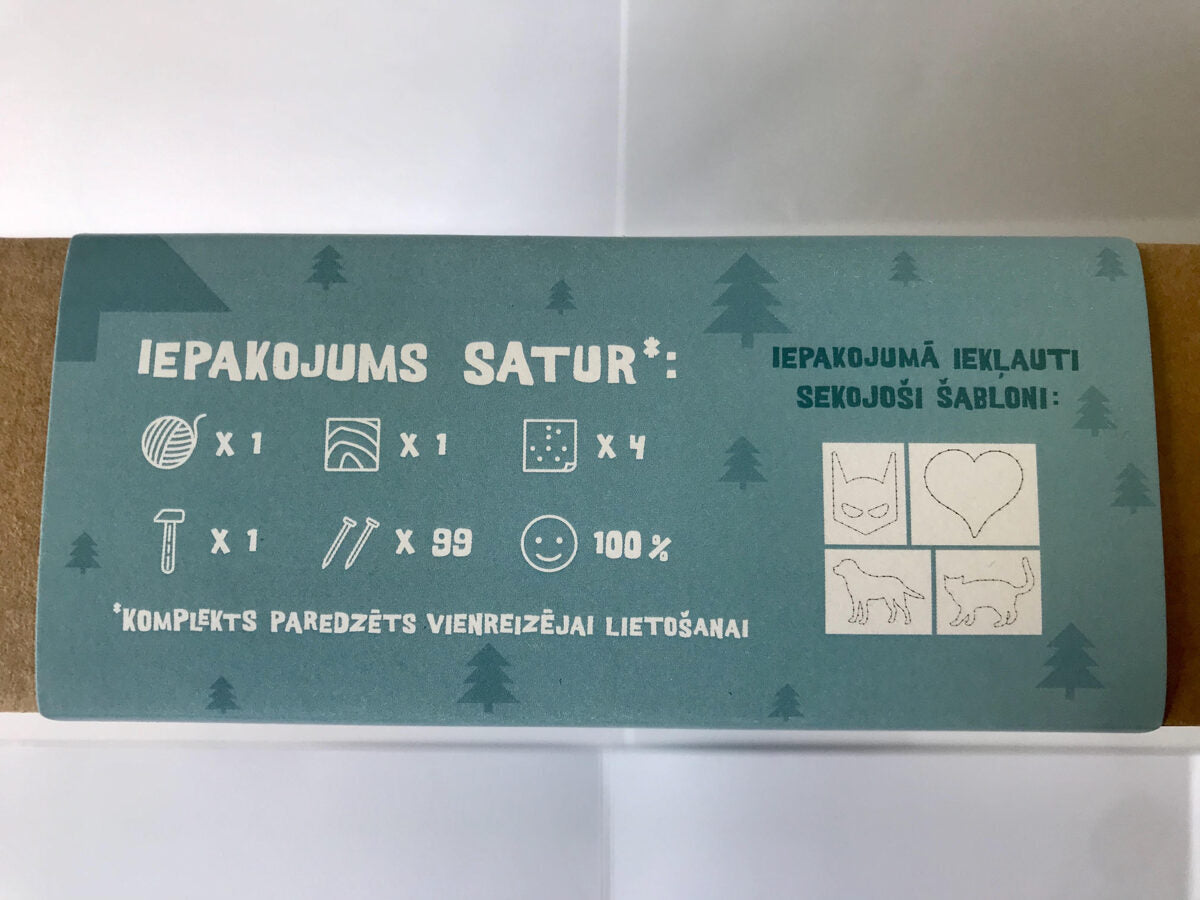 IEPAKOJUMS SATUR*:
X 1
X 1
X 4
X 1
X 99
100%
*KOMPLEKTS PAREDZĒTS VIENREIZĒJAI LIETOŠANAI
IEPAKOJUMĀ IEKĻAUTI
SEKOJOŠI ŠABLONI: